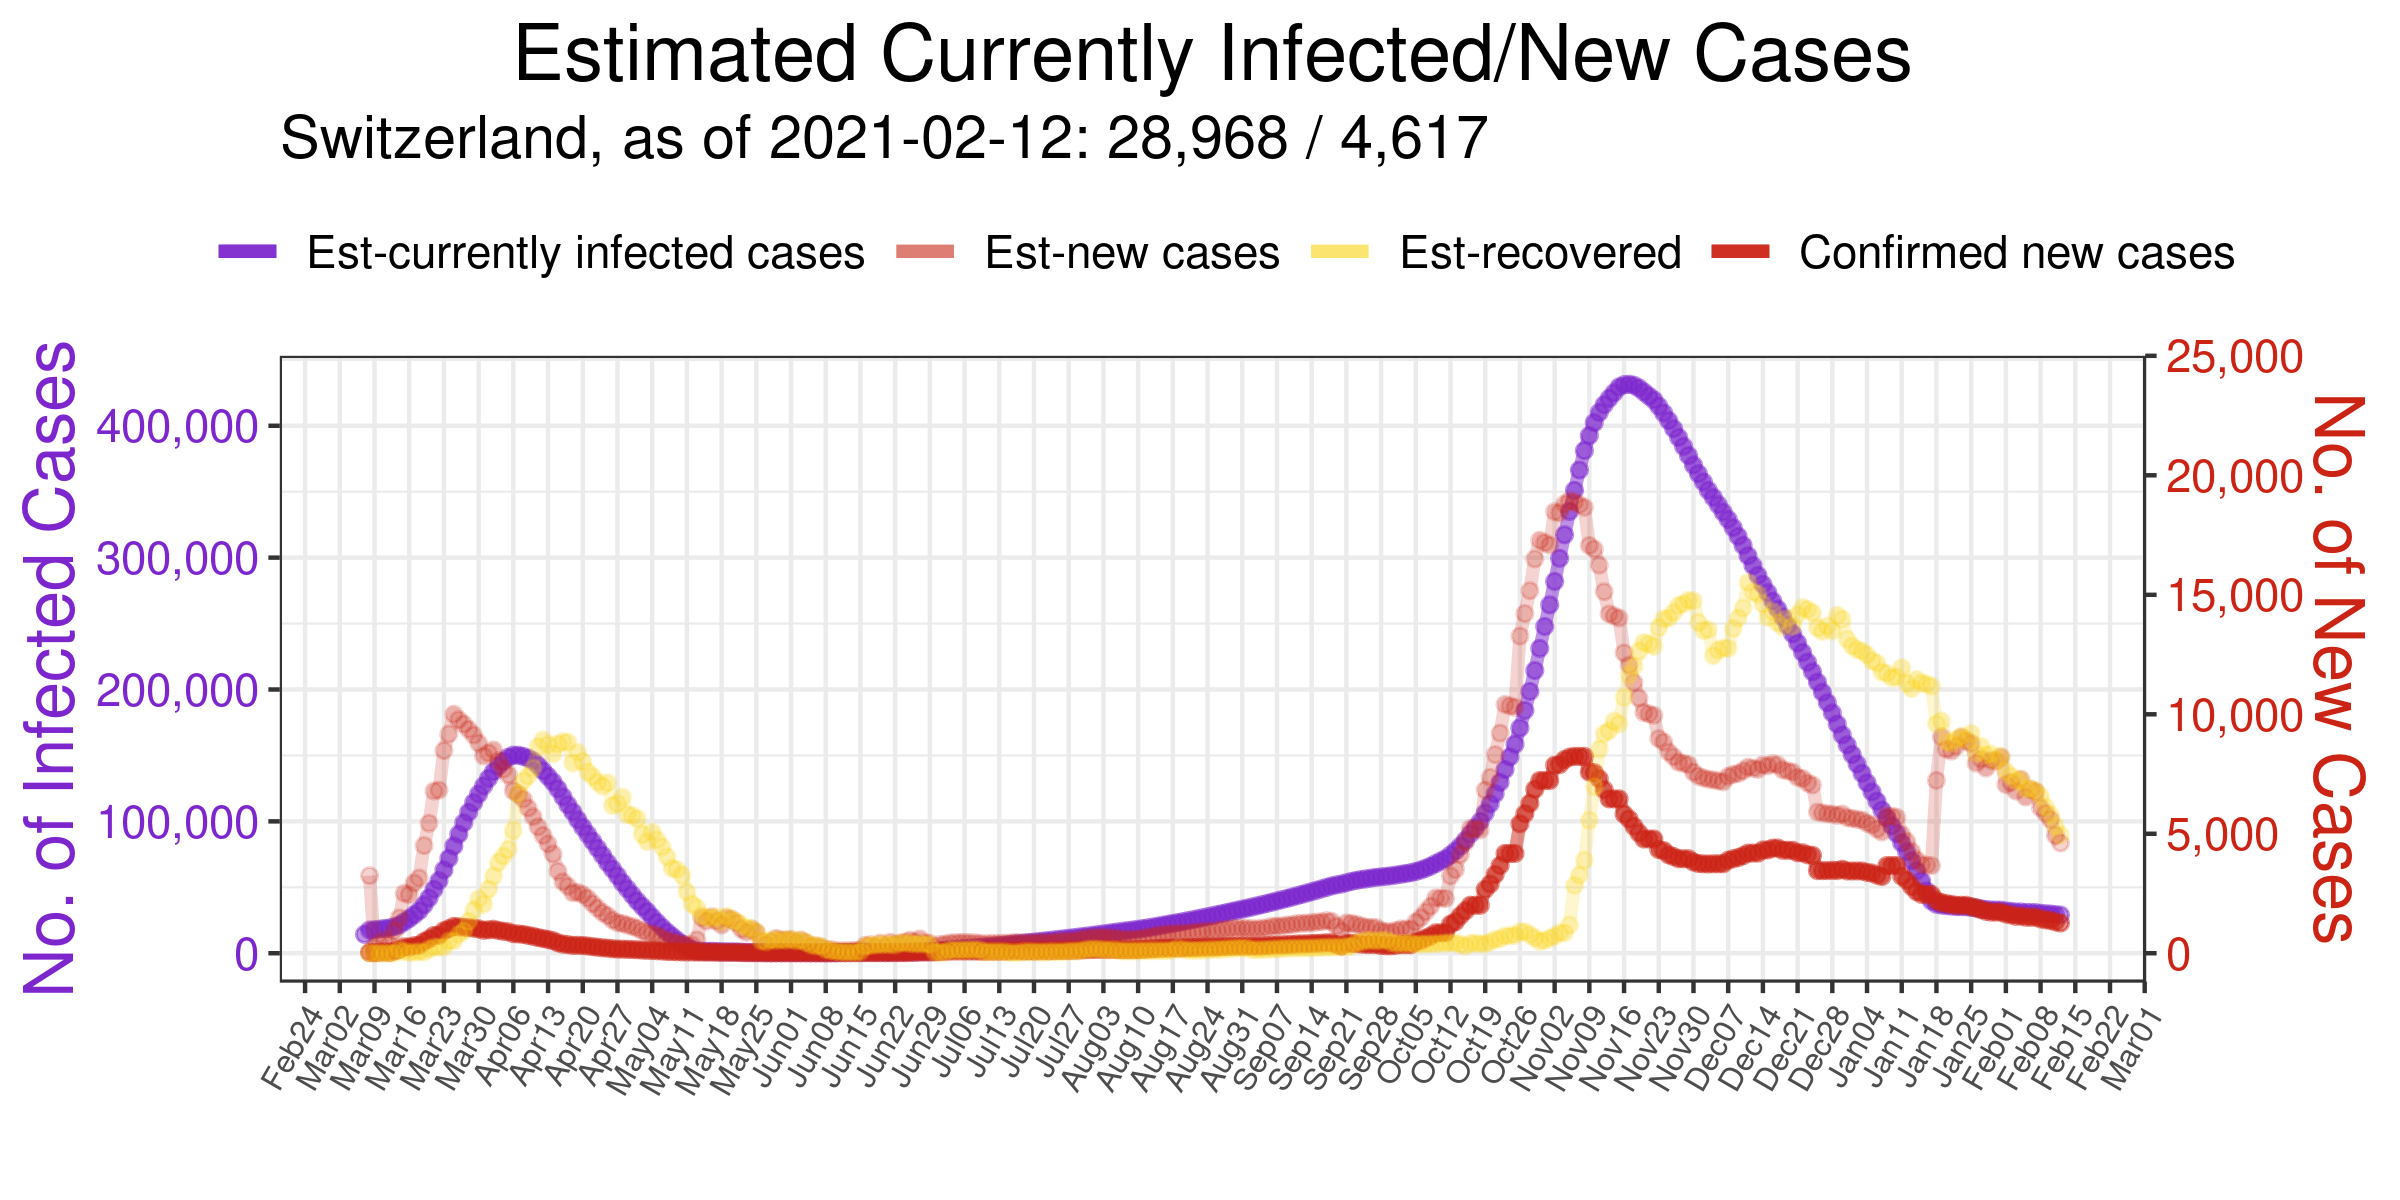 Estimated Currently Infected/New Cases
Switzerland, as of 2021-02-12: 28,968 / 4,617
Est-currently infected cases Est-new cases Est-recovered Confirmed new cases
No. of Infected Cases
400,000
300,000
200,000
100,000
0
25,000
20,000
15,000
10,000
5,000
0
No. of New Cases
Feb24 Mar02 Mar09 Mar16 Mar23 Mar30 Apr06 Apr13 Apr20 Apr27 May04 May11 May18 May25 Jun01 Jun08 Jun15 Jun22 Jun29 Jul06 Jul13 Jul20 Jul27 Aug03 Aug10 Aug17 Aug24 Aug31 Sep07 Sep14 Sep21 Sep28 Oct05 Oct12 Oct19 Oct26 Nov02 Nov09 Nov16 Nov23 Nov30 Dec07 Dec14 Dec21 Dec28 Jan04 Jan11 Jan18 Jan25 Feb01 Feb08 Feb15 Feb22 Mar01